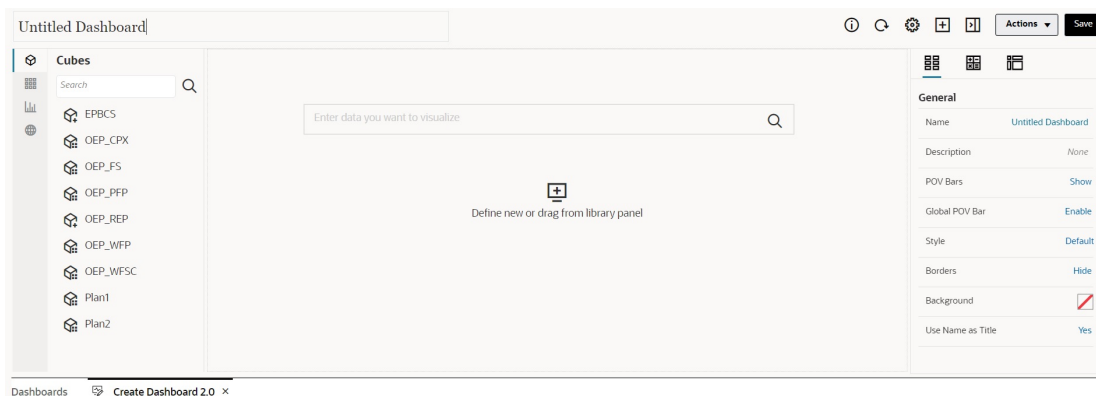 Untitled Dashboard
Actions
Save
Cubes
Search
EPBCS
OEP_CPX
OEP_FS
OEP_PFP
OEP_REP
OEP_WFP
OEP_WFSC
Plan1
Plan2
Enter data you want to visualize
Define new or drag from library panel
General
Name Untitled Dashboard
Description None
POV Bars Show
Global POV Bar Enable
Style Default
Borders Hide
Background
Use Name as Title Yes
Dashboards Create Dashboard 2.0 ×